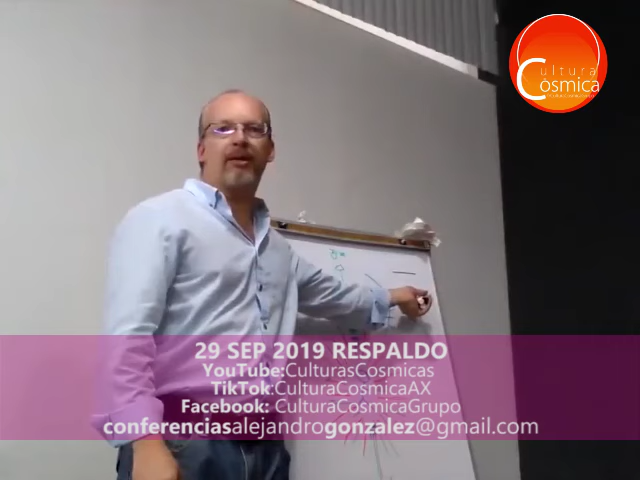 Cultura
Cósmica
29 SEP 2019 RESPALDO
YouTube:CulturasCosmicas
TikTok:CulturaCosmicaAX
Facebook: CulturaCosmicaGrupo
conferenciasalejandrogonzalez@gmail.com